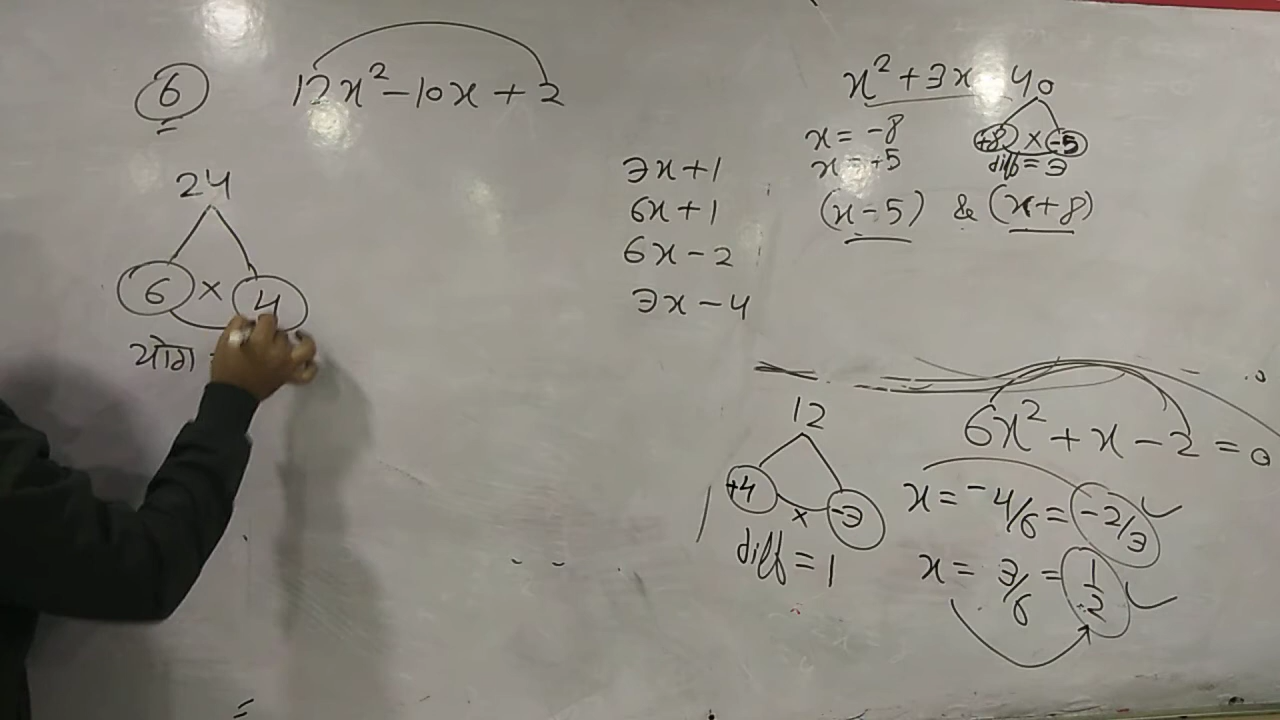 ⑥ 12x² - 10x + 2
24
6 × 4
योग
3x + 1
6x + 1
6x - 2
3x - 4
x² + 3x 40
x = -8
x = +5
+8 × -5
diff = 3
(x - 5) & (x + 8)
12
+4 × -3
diff = 1
6x² + x - 2 = 0
x = -4/6 = -2/3
x = 3/6 = 1/2